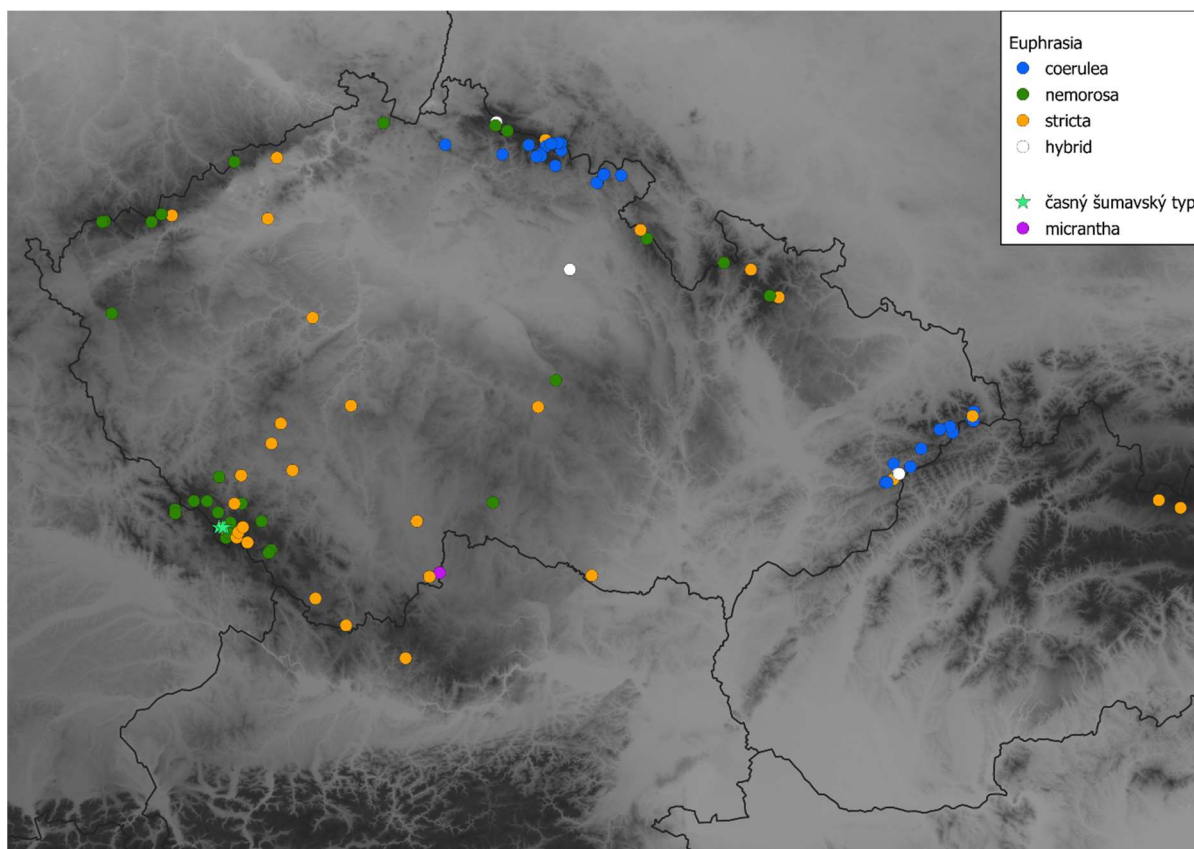 Euphrasia
coerulea
nemorosa
stricta
hybrid
časný šumavský typ
micrantha